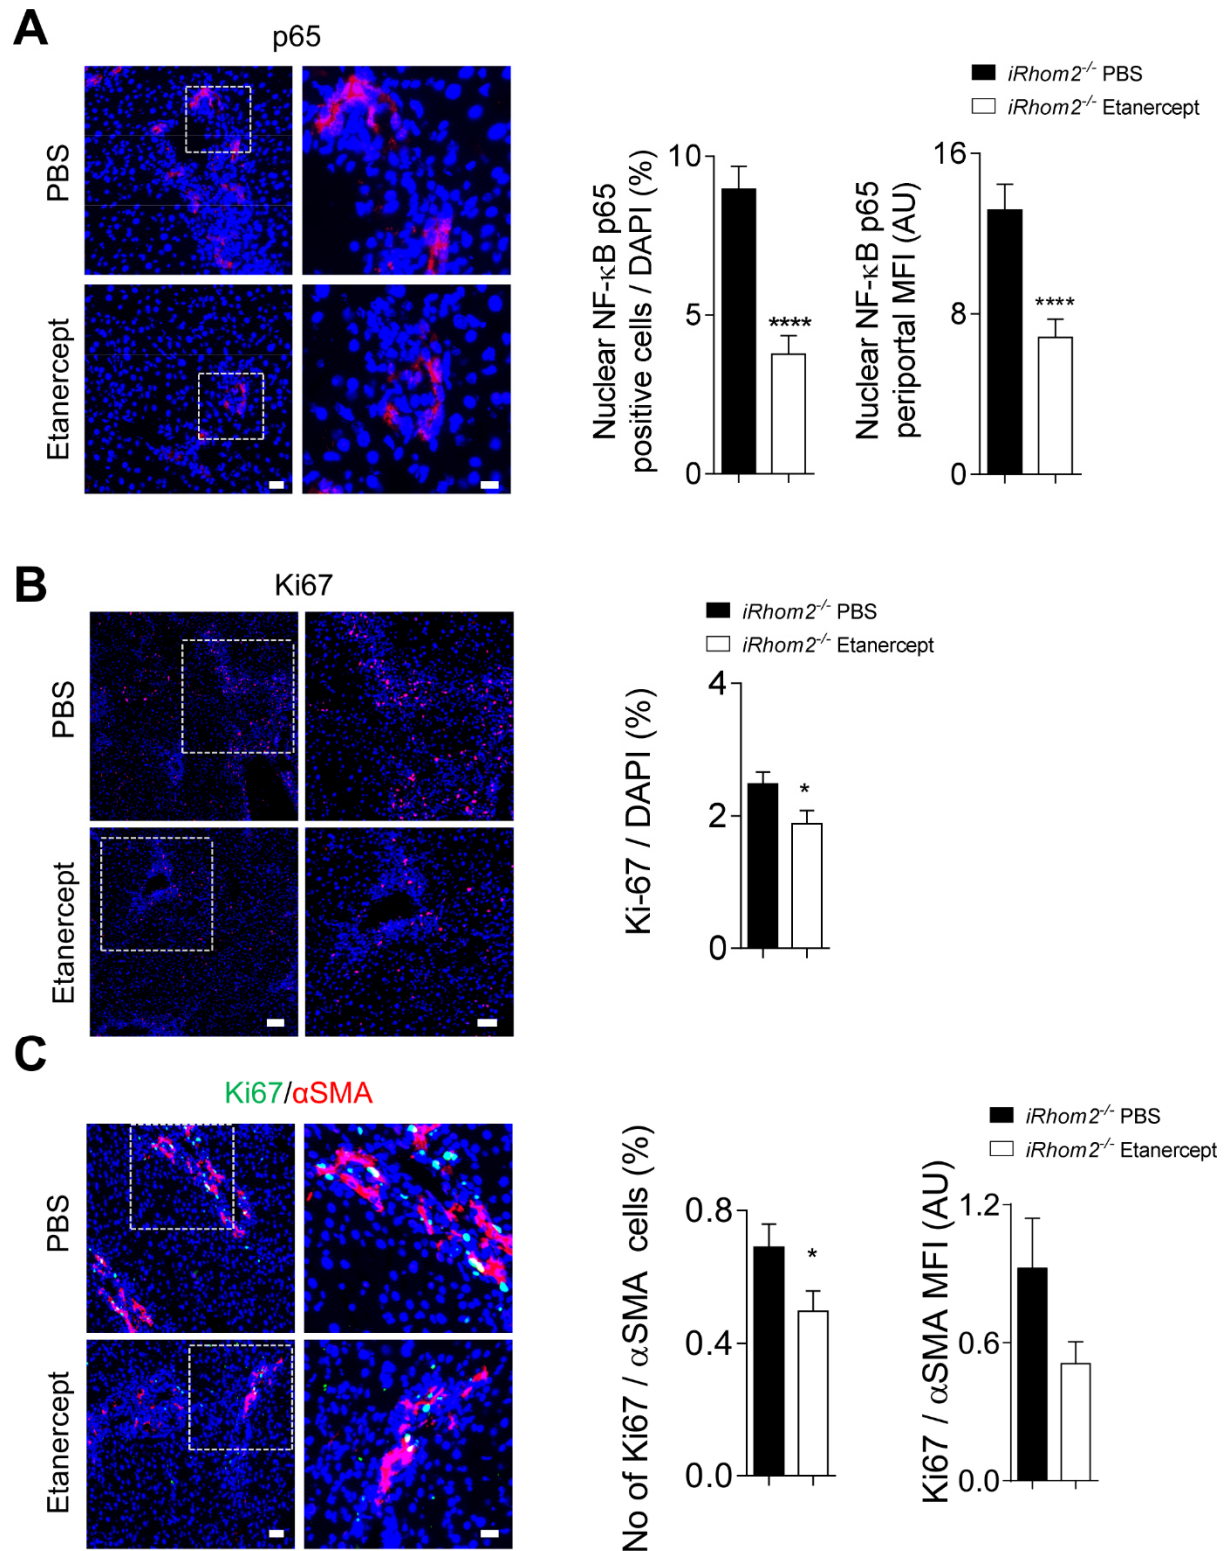 A
p65
PBS
Etanercept
iRhom2-/- PBS
iRhom2-/- Etanercept
Nuclear NF-κB p65
positive cells / DAPI (%)
10
5
0
****
Nuclear NF-κB p65
periportal MFI (AU)
16
8
0
****
B
Ki67
PBS
Etanercept
iRhom2-/- PBS
iRhom2-/- Etanercept
Ki-67 / DAPI (%)
4
2
0
*
C
Ki67/αSMA
PBS
Etanercept
No of Ki67 / αSMA cells (%)
0.8
0.4
0.0
*
iRhom2-/- PBS
iRhom2-/- Etanercept
Ki67 / αSMA MFI (AU)
1.2
0.6
0.0